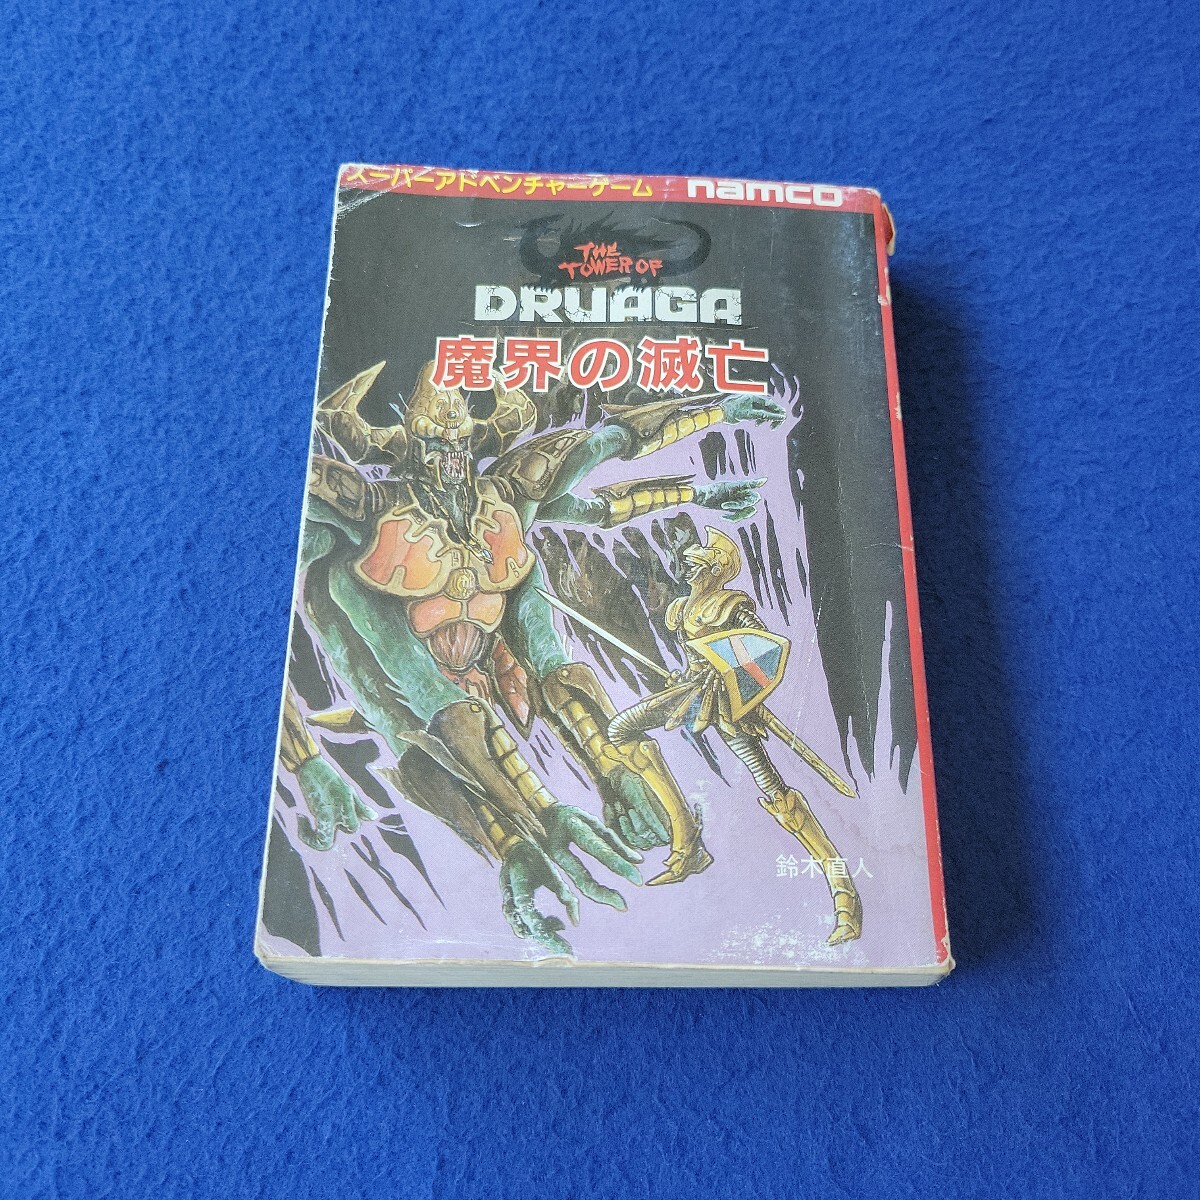 スーパーアドベンチャーゲーム namco
THE
TOWER OF
DRUAGA
魔界の滅亡
鈴木直人